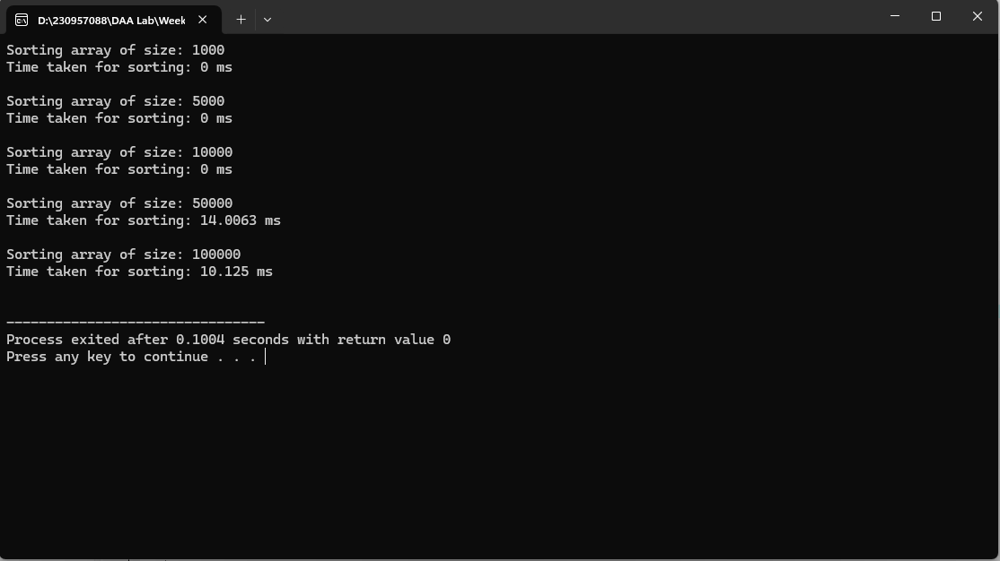 D:\230957088\DAA Lab\Week
Sorting array of size: 1000
Time taken for sorting: 0 ms
Sorting array of size: 5000
Time taken for sorting: 0 ms
Sorting array of size: 10000
Time taken for sorting: 0 ms
Sorting array of size: 50000
Time taken for sorting: 14.0063 ms
Sorting array of size: 100000
Time taken for sorting: 10.125 ms
--------------------------------
Process exited after 0.1004 seconds with return value 0
Press any key to continue . . .